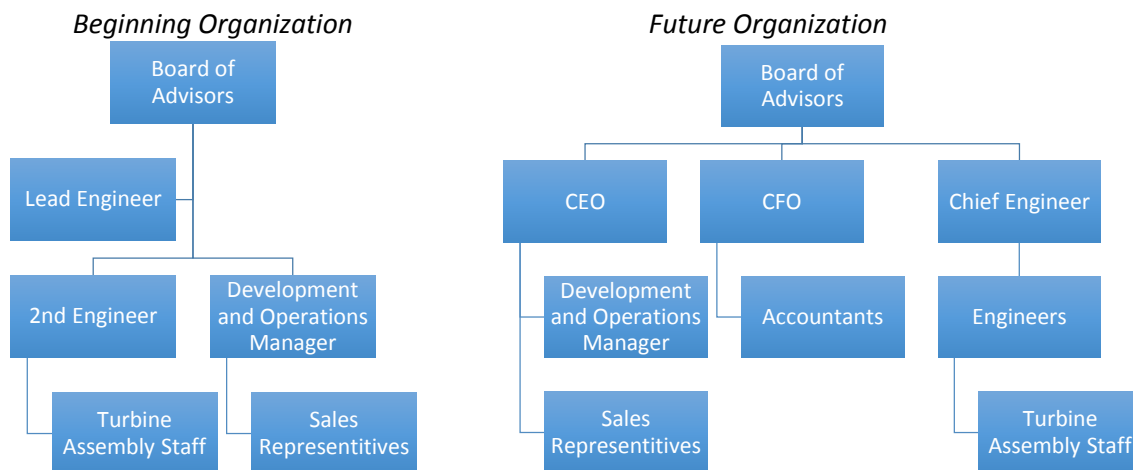 Beginning Organization
Board of
Advisors
Lead Engineer
2nd Engineer
Development
and Operations
Manager
Turbine
Assembly Staff
Sales
Representitives
Future Organization
Board of
Advisors
CEO
CFO
Chief Engineer
Development
and Operations
Manager
Accountants
Engineers
Sales
Representitives
Turbine
Assembly Staff